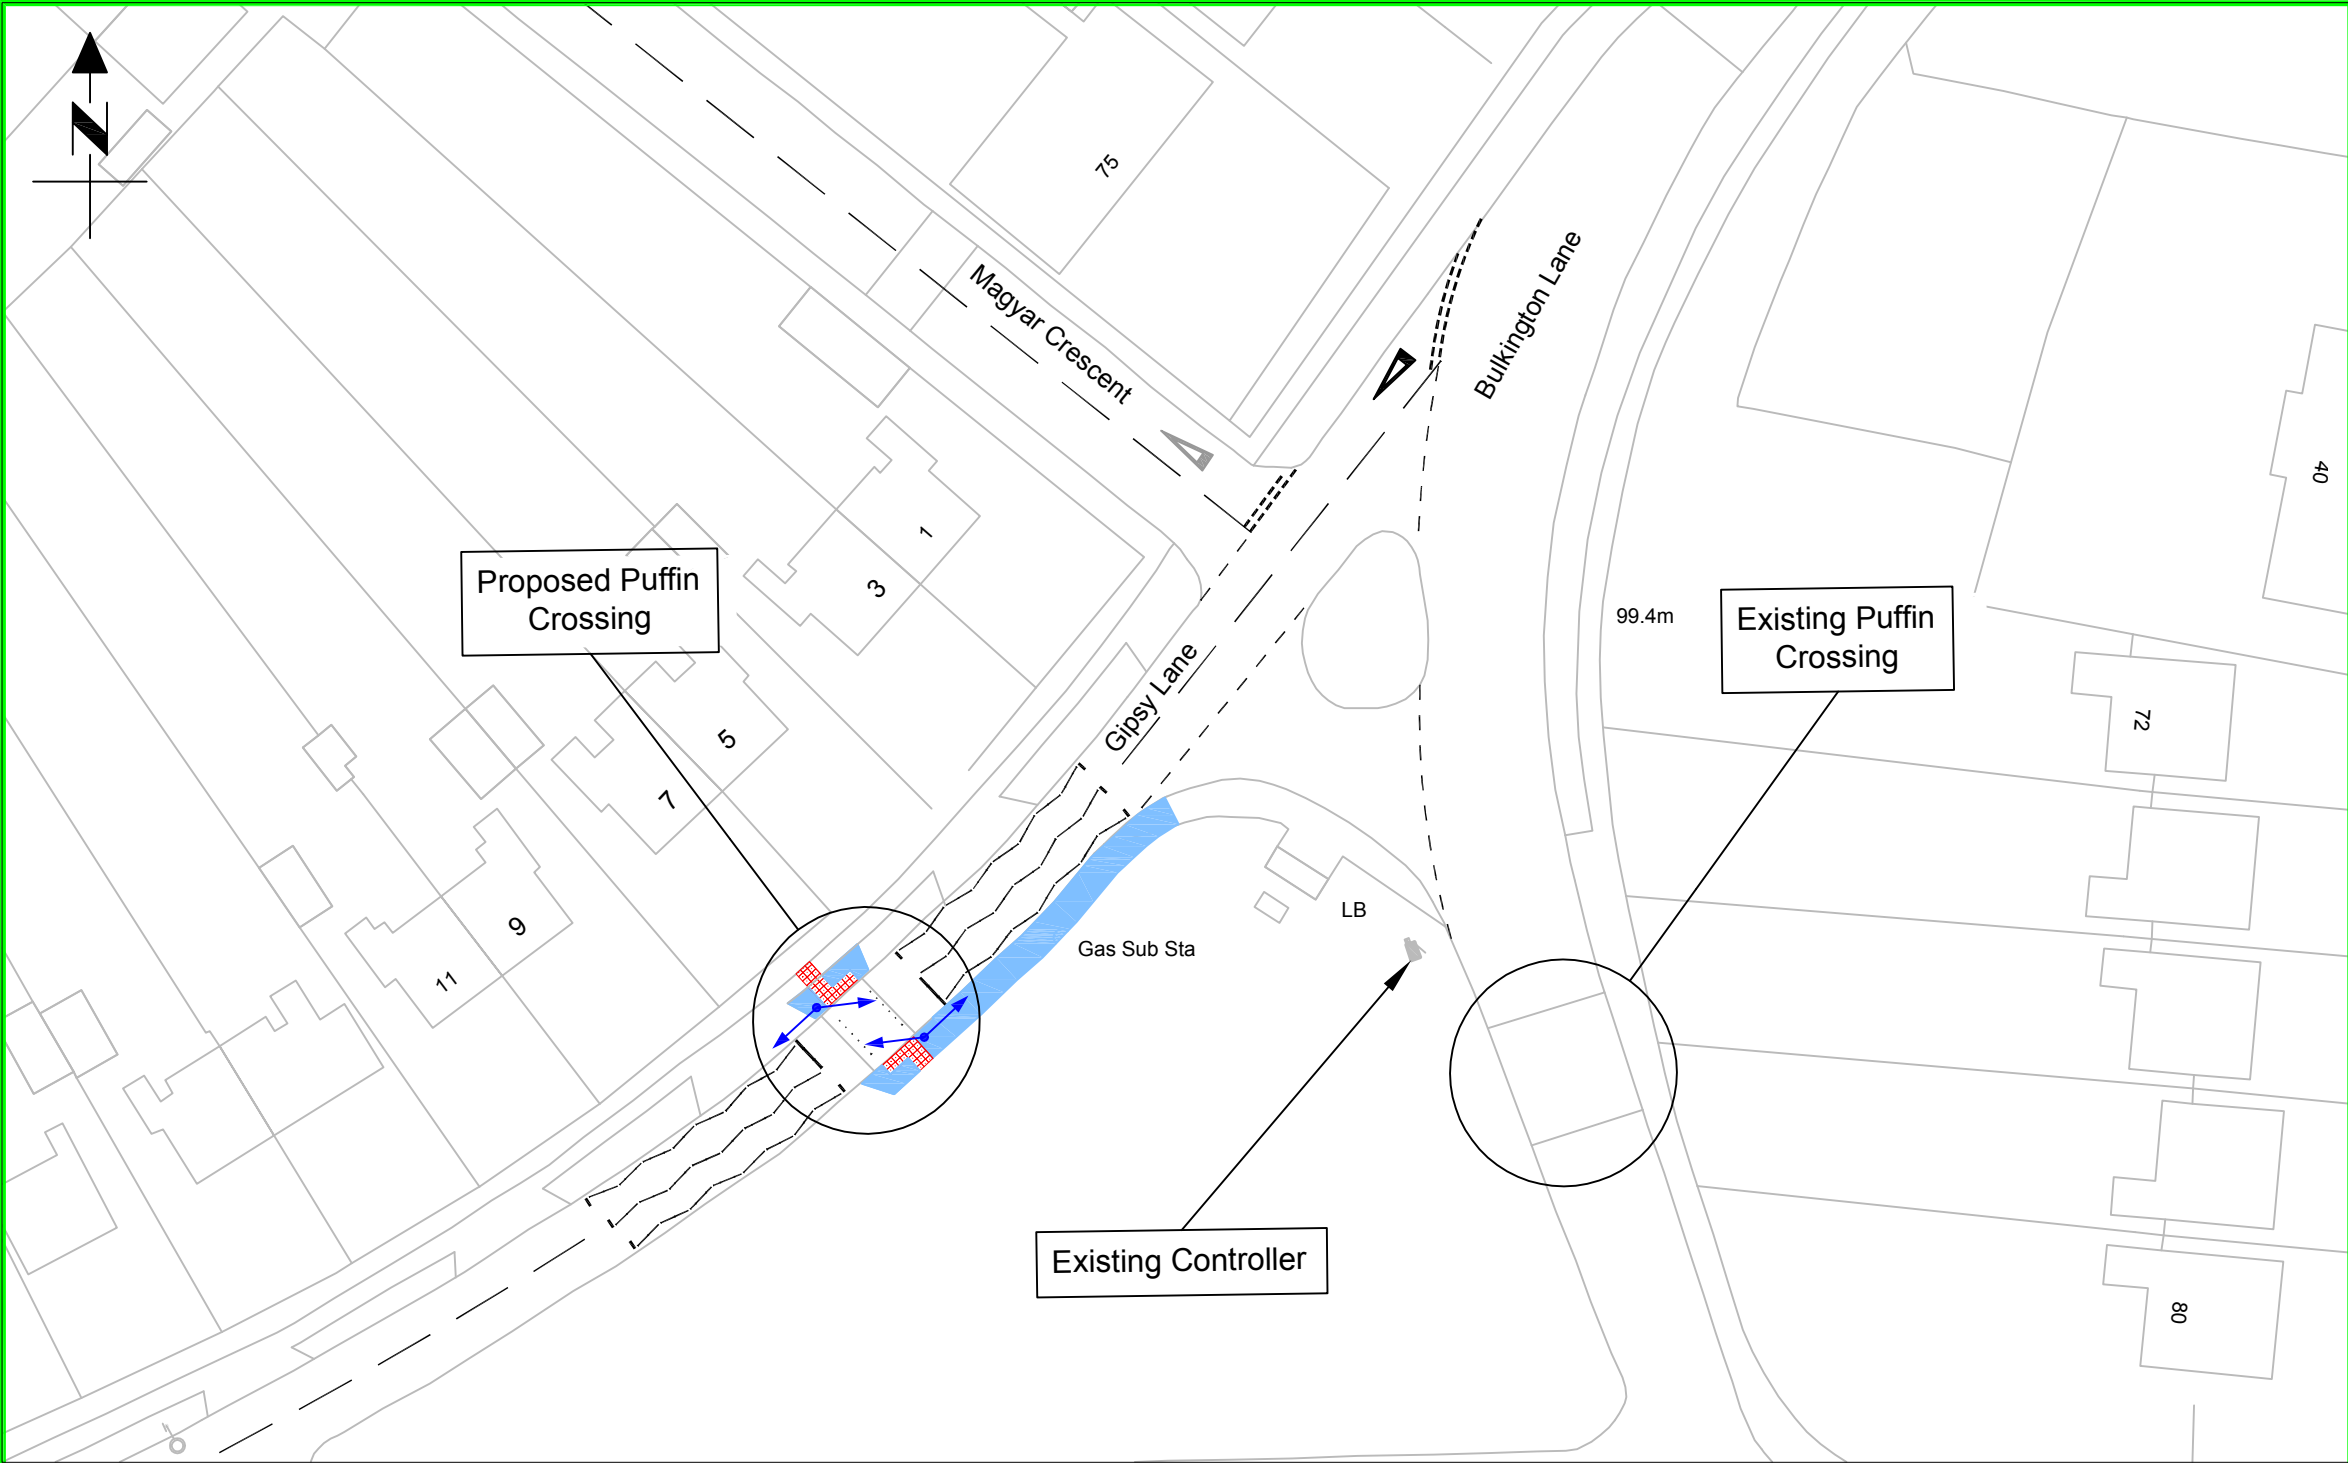 N
75
Magyar Crescent
Bulkington Lane
40
1
3
Proposed Puffin
Crossing
99.4m
Existing Puffin
Crossing
Gipsy Lane
72
5
7
9
11
LB
Gas Sub Sta
Existing Controller
80